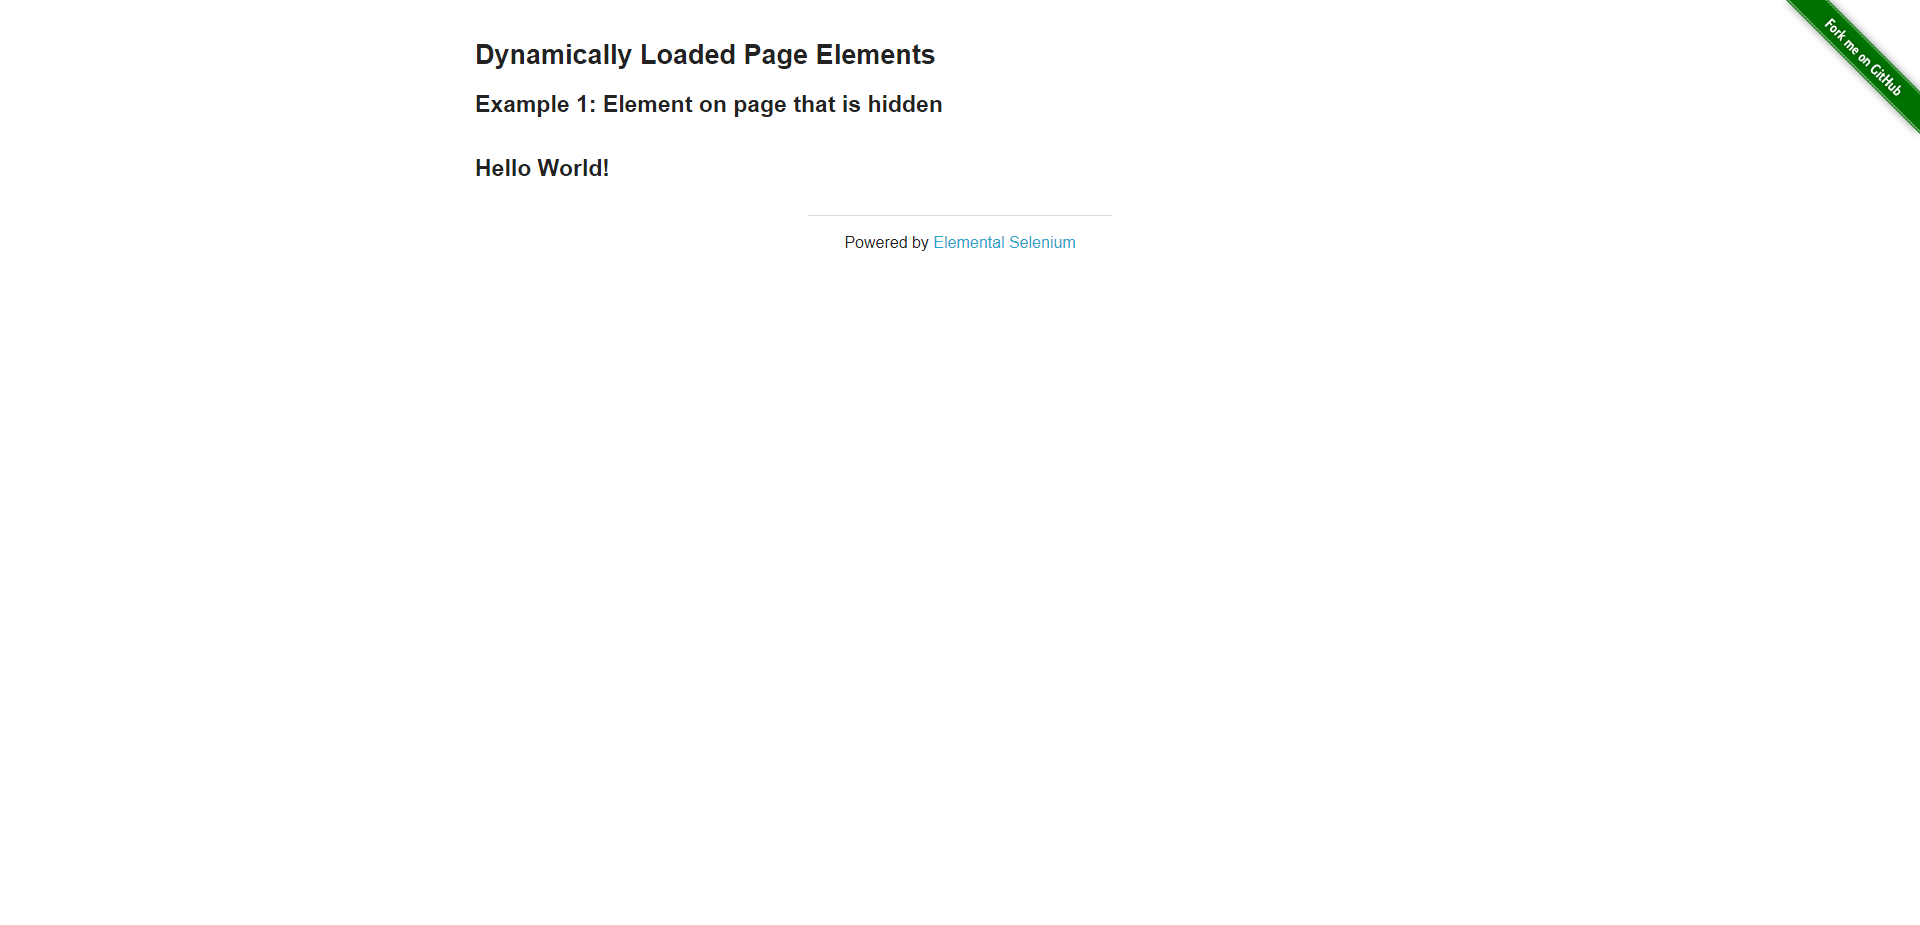 Dynamically Loaded Page Elements
Fork me on GitHub
Example 1: Element on page that is hidden
Hello World!
Powered by Elemental Selenium